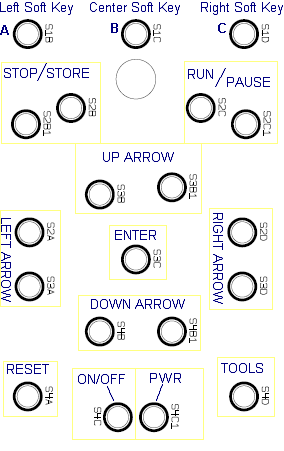 Left Soft Key Center Soft Key Right Soft Key
A S1B B S1C C S1D
STOP/STORE RUN/PAUSE
S2B1 S2B S2C S2C1
UP ARROW
S3B S3B1
LEFT ARROW S2A S3A
ENTER
S3C
RIGHT ARROW S2D S3D
DOWN ARROW
S4B S4B1
RESET ON/OFF PWR TOOLS
S4A S4C S4C1 S4D